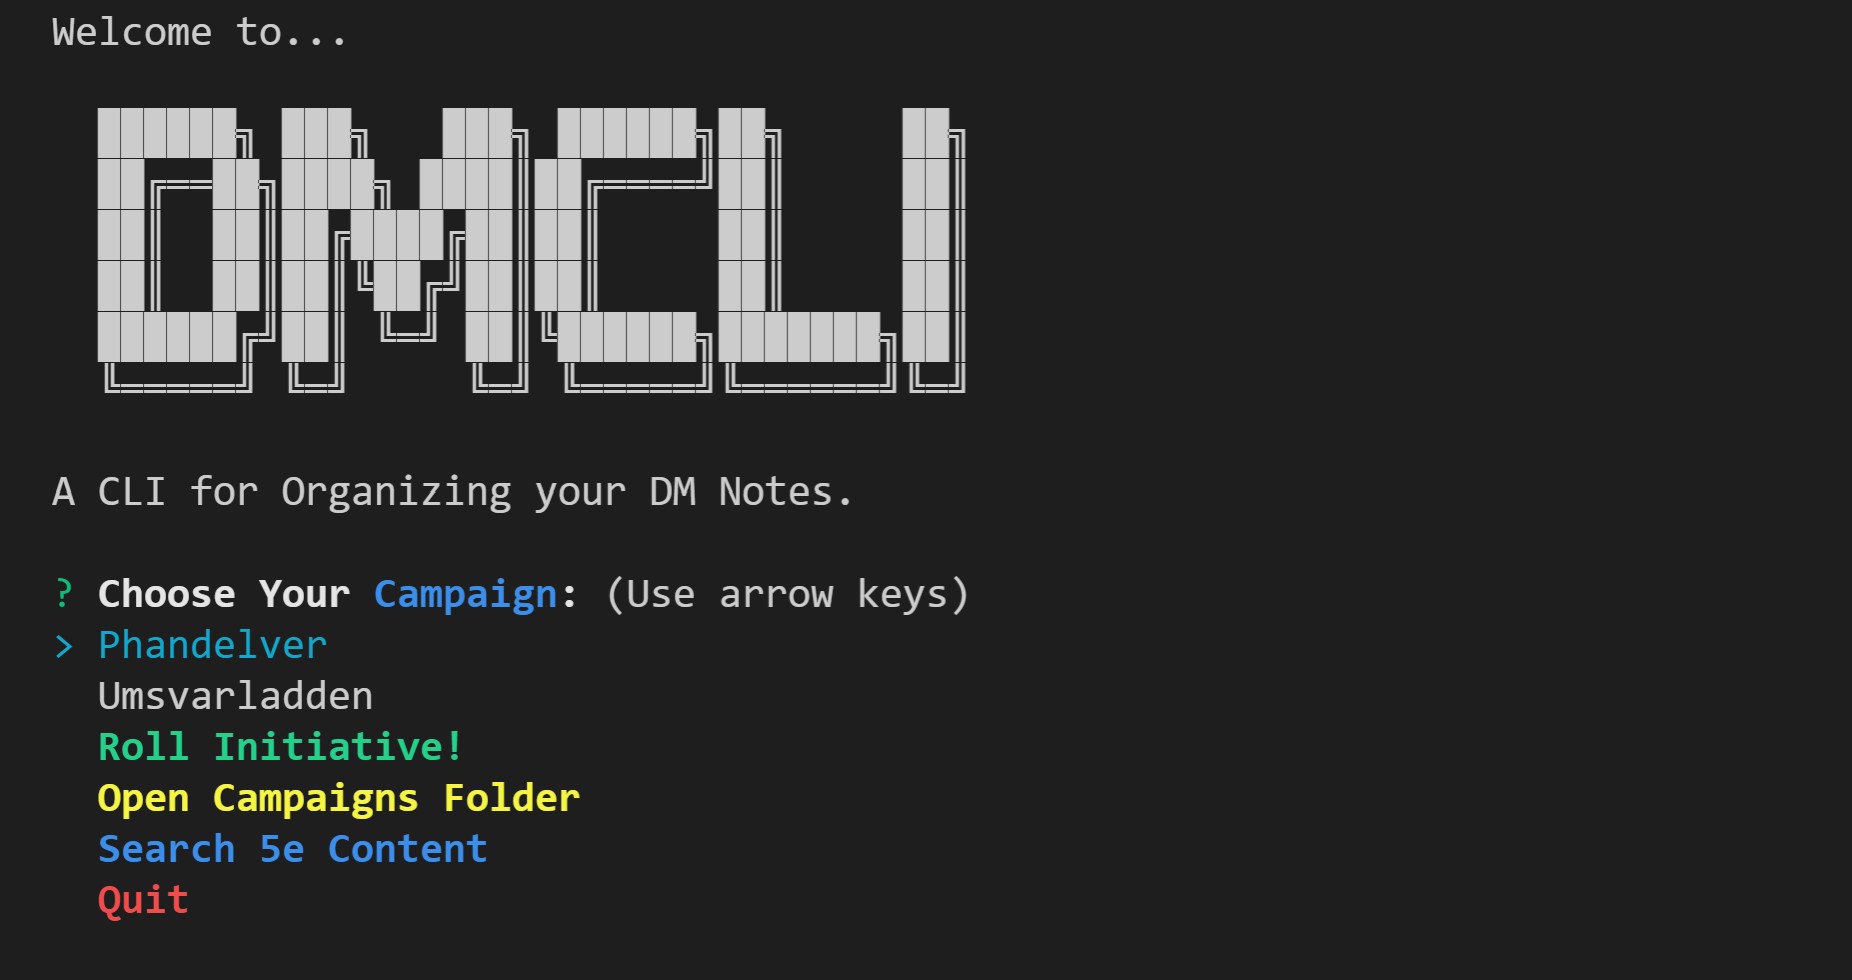 Welcome to...
DMCLI
A CLI for Organizing your DM Notes.
? Choose Your Campaign: (Use arrow keys)
> Phandelver
Umsvarladden
Roll Initiative!
Open Campaigns Folder
Search 5e Content
Quit